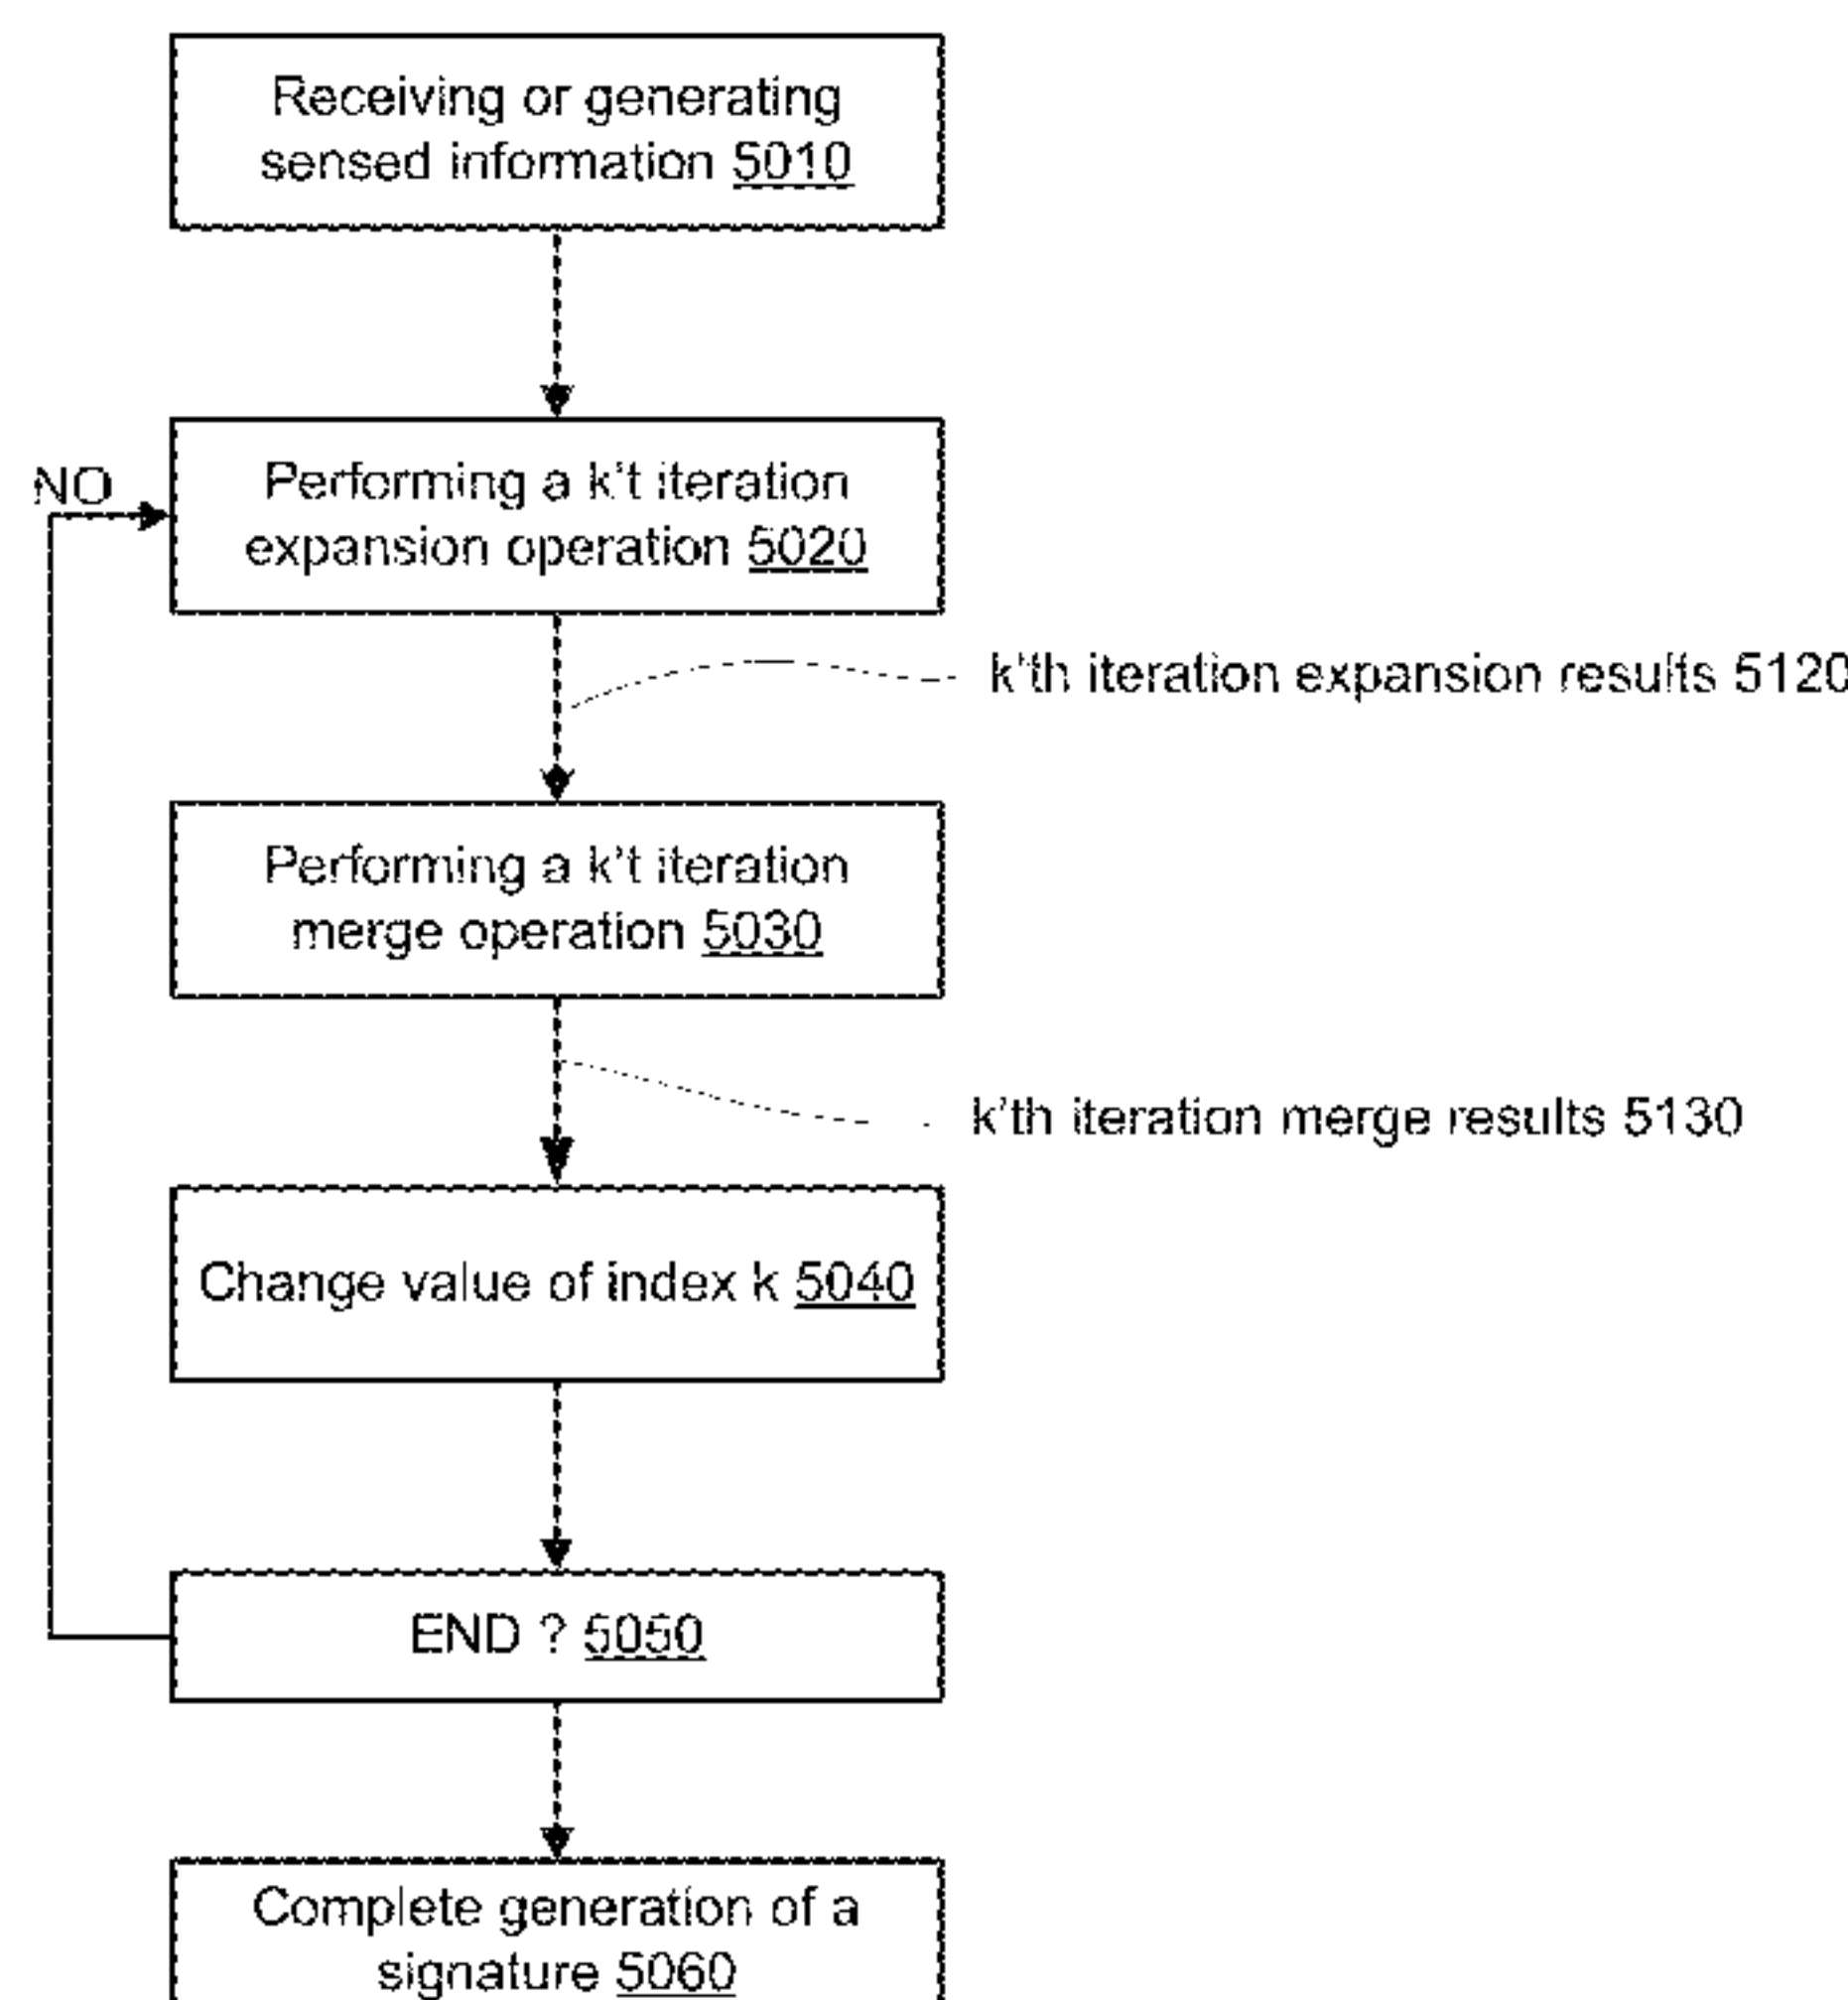 Receiving or generating
sensed information 5010
NO
Performing a k't iteration
expansion operation 5020
k'th iteration expansion results 5120
Performing a k't iteration
merge operation 5030
k'th iteration merge results 5130
Change value of index k 5040
END ? 5050
Complete generation of a
signature 5060